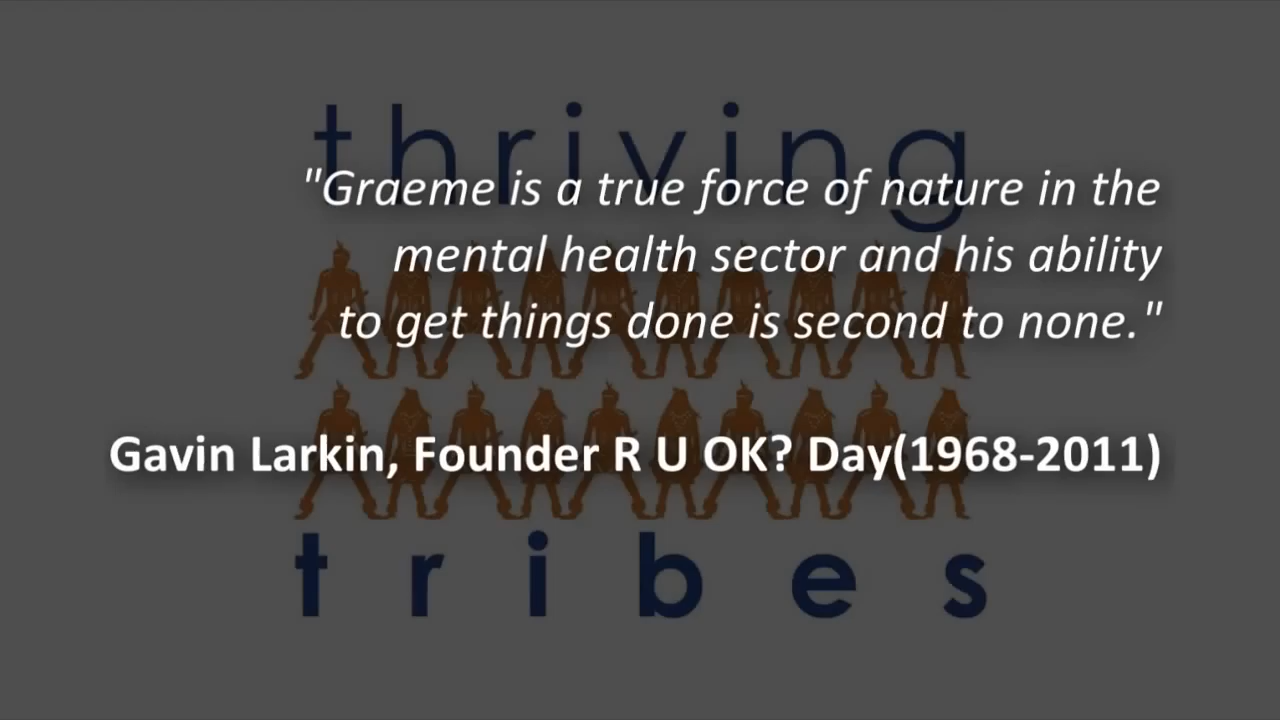 thriving
"Graeme is a true force of nature in the
mental health sector and his ability
to get things done is second to none."
Gavin Larkin, Founder R U OK? Day(1968-2011)
tribes